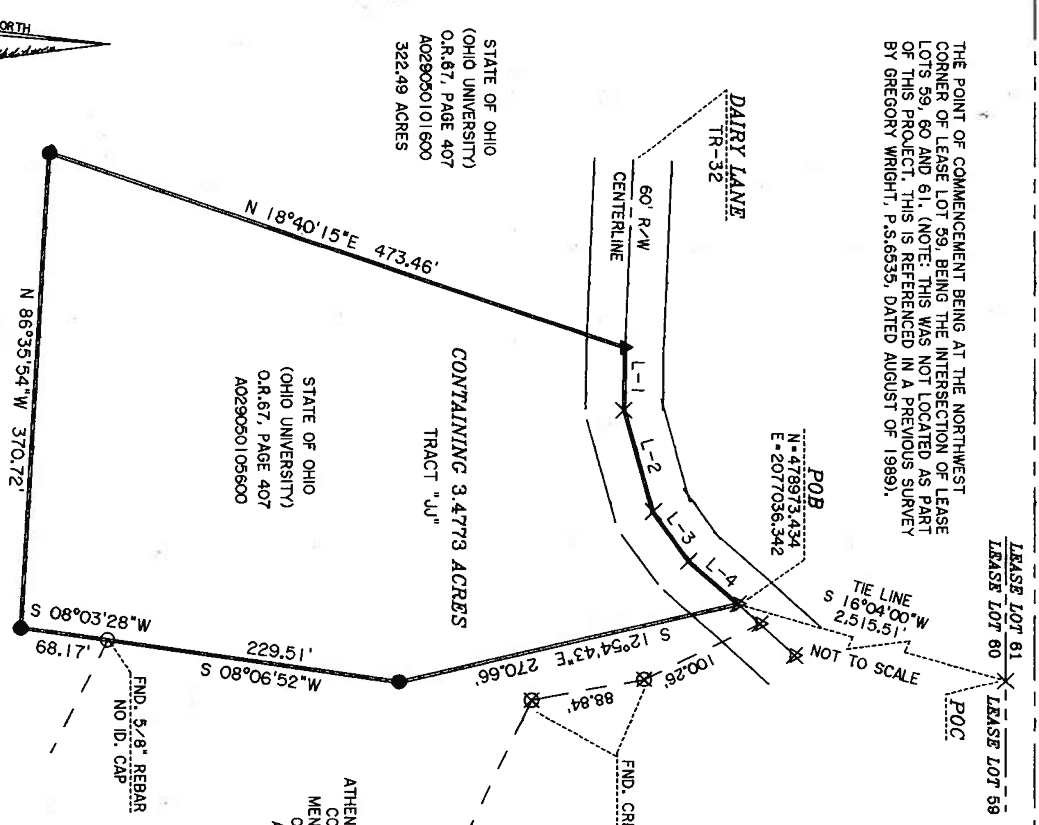 THE POINT OF COMMENCEMENT BEING AT THE NORTHWEST
CORNER OF LEASE LOT 59, BEING THE INTERSECTION OF LEASE
LOTS 59, 60 AND 61. (NOTE: THIS WAS NOT LOCATED AS PART
OF THIS PROJECT. THIS IS REFERENCED IN A PREVIOUS SURVEY
BY GREGORY WRIGHT, P.S.6535, DATED AUGUST OF 1989).
LEASE LOT 61
LEASE LOT 60
LEASE LOT 59
POC
TIE LINE
S 16°04'00"W
2,515.51'
NOT TO SCALE
POB
N=478973.434
E=2077036.342
DAIRY LANE
TR-32
60' R/W
CENTERLINE
L-1
L-2
L-3
L-4
STATE OF OHIO
(OHIO UNIVERSITY)
O.R.67, PAGE 407
A029050101600
322.49 ACRES
N 18°40'15"E 473.46'
CONTAINING 3.4773 ACRES
TRACT "JJ"
S 12°54'43"E
270.66'
100.26'
88.84'
FND. CRI
STATE OF OHIO
(OHIO UNIVERSITY)
O.R.67, PAGE 407
A029050105600
229.51'
S 08°06'52"W
S 08°03'28"W
68.17'
FND. 5/8" REBAR
NO ID. CAP
N 86°35'54"W 370.72'
ATHEN
CO
MEN
ORTH